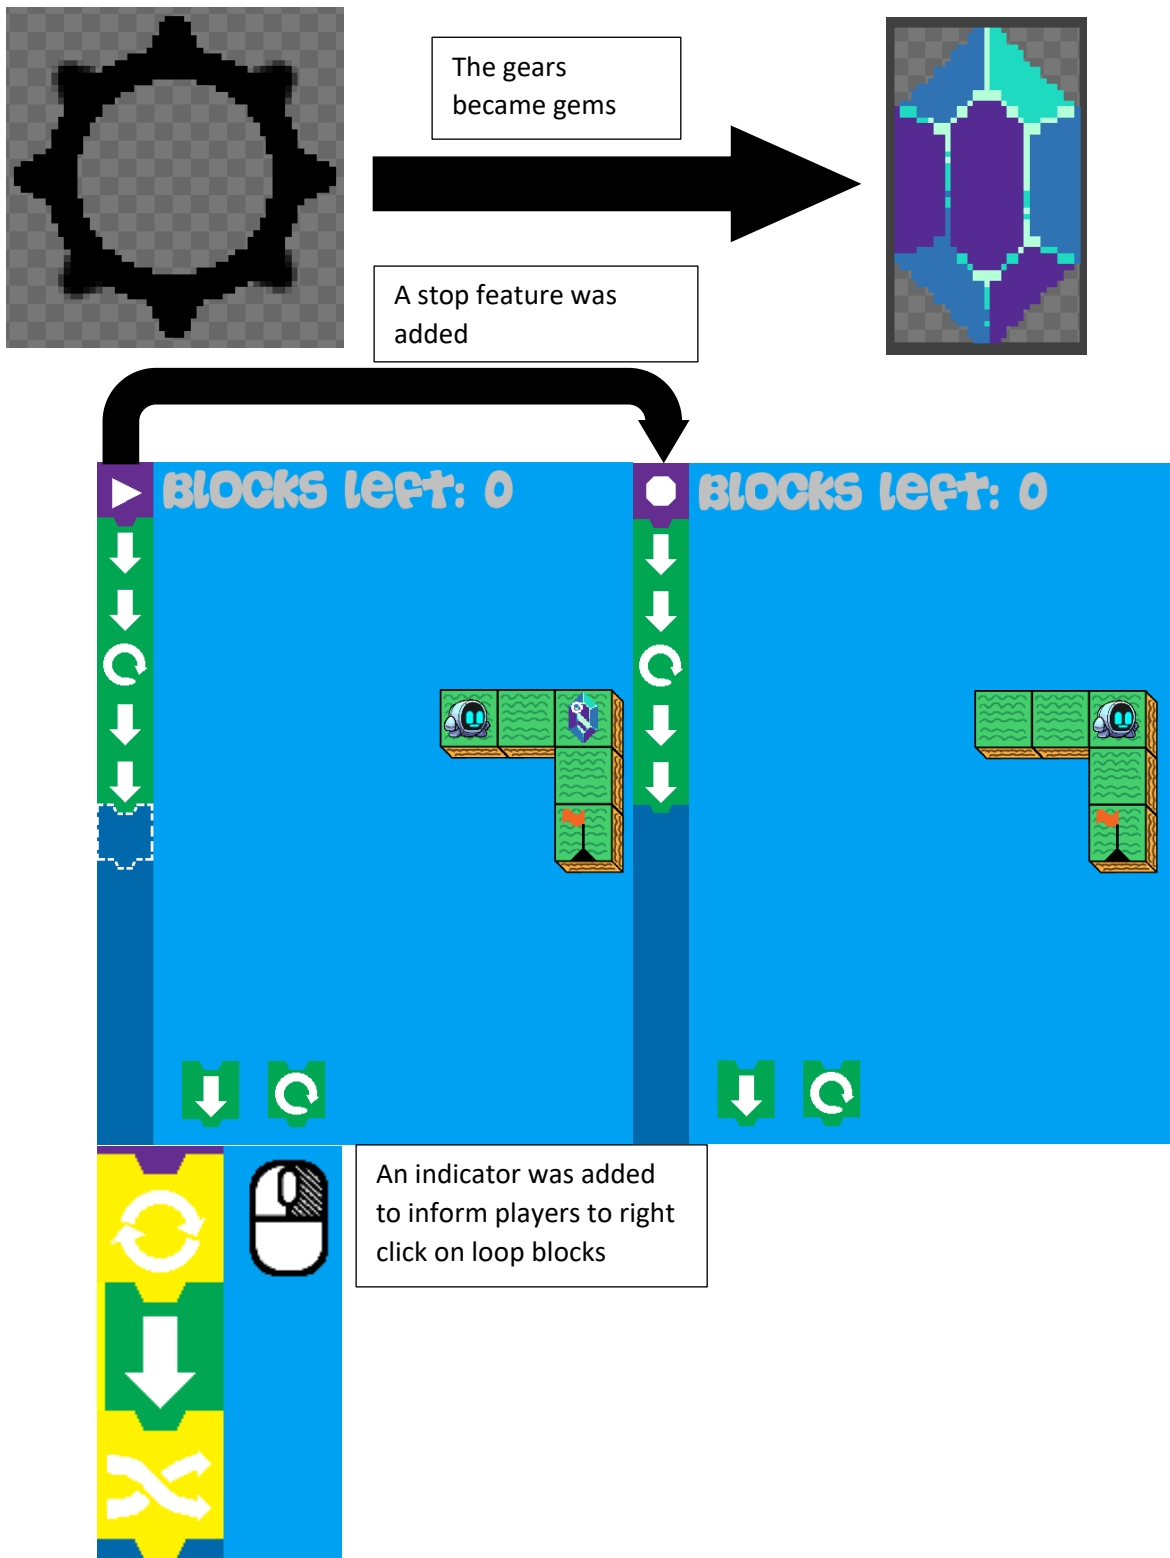 The gears
became gems
A stop feature was
added
BLOCKS LEFT: 0
BLOCKS LEFT: 0
An indicator was added
to inform players to right
click on loop blocks